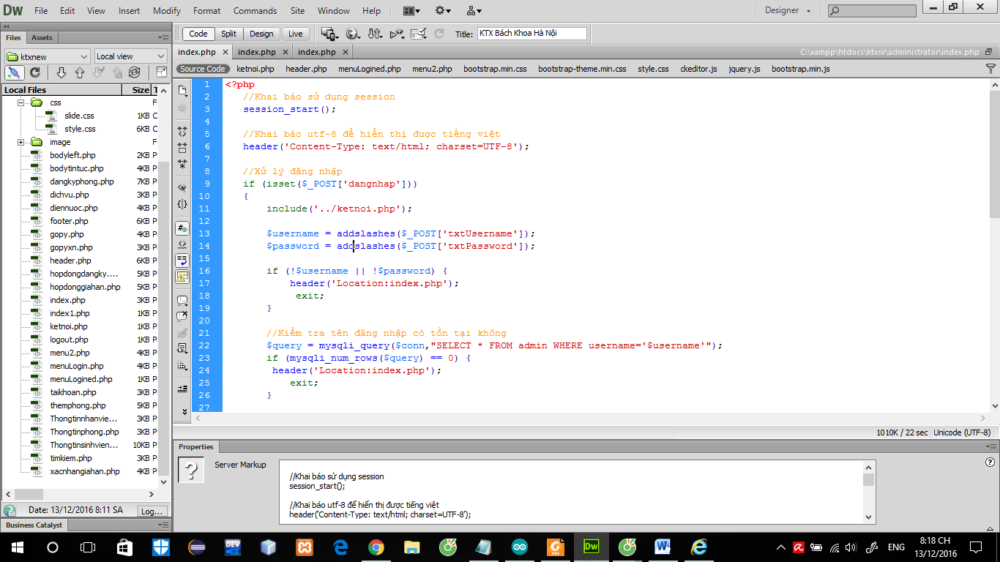 Dw File Edit View Insert Modify Format Commands Site Window Help Designer
Files Assets
ktxnew Local view
Local Files Size T
css F
slide.css 1KB C
style.css 6KB C
image F
bodyleft.php 2KB P
bodytintuc.php 4KB P
dangkyphong.php 7KB P
dichvu.php 3KB P
diennuoc.php 4KB P
footer.php 6KB P
gopy.php 4KB P
gopyxn.php 3KB P
header.php 6KB P
hopdongdangky.... 5KB P
hopdonggiahan.php 5KB P
index.php 3KB P
index1.php 1KB P
ketnoi.php 1KB P
logout.php 1KB P
menu2.php 4KB P
menuLogin.php 4KB P
menuLogined.php 1KB P
taikhoan.php 3KB P
themphong.php 5KB P
Thongtinnhanvie... 3KB P
Thongtinphong.php 3KB P
Thongtinsinhvien... 10KB P
timkiem.php 3KB P
xacnhangiahan.php 4KB P
Date: 13/12/2016 8:11 SA Log...
Business Catalyst
Code Split Design Live Title: KTX Bách Khoa Hà Nội
index.php × index.php × index.php × C:\xampp\htdocs\ktxsv\administrator\index.php
Source Code ketnoi.php header.php menuLogined.php menu2.php bootstrap.min.css bootstrap-theme.min.css style.css ckeditor.js jquery.js bootstrap.min.js
1 <?php
2 //Khai báo sử dụng session
3 session_start();
4
5 //Khai báo utf-8 để hiển thị được tiếng việt
6 header('Content-Type: text/html; charset=UTF-8');
7
8 //Xử lý đăng nhập
9 if (isset($_POST['dangnhap']))
10 {
11 include('../ketnoi.php');
12
13 $username = addslashes($_POST['txtUsername']);
14 $password = addslashes($_POST['txtPassword']);
15
16 if (!$username || !$password) {
17 header('Location:index.php');
18 exit;
19 }
20
21 //Kiểm tra tên đăng nhập có tồn tại không
22 $query = mysqli_query($conn,"SELECT * FROM admin WHERE username='$username'");
23 if (mysqli_num_rows($query) == 0) {
24 header('Location:index.php');
25 exit;
26 }
27
1010K / 22 sec Unicode (UTF-8)
Properties
Server Markup
//Khai báo sử dụng session
session_start();
//Khai báo utf-8 để hiển thị được tiếng việt
header('Content-Type: text/html; charset=UTF-8');
DEV
PDF
Dw
ENG
8:18 CH
13/12/2016